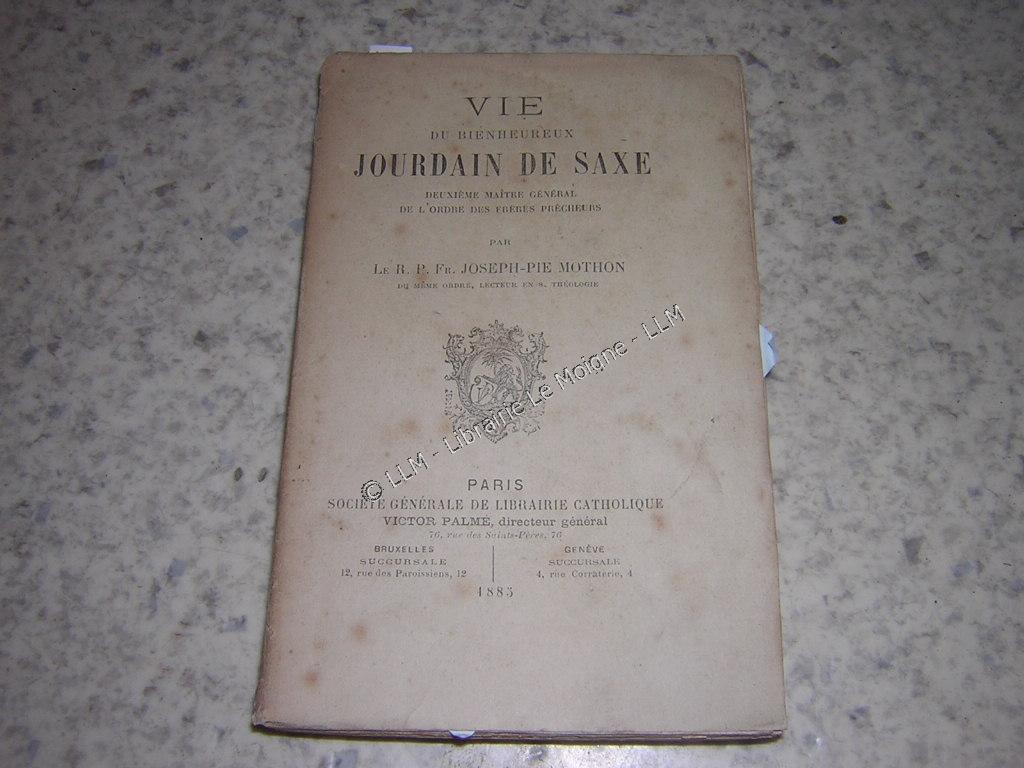 VIE
DU BIENHEUREUX
JOURDAIN DE SAXE
DEUXIÈME MAÎTRE GÉNÉRAL
DE L'ORDRE DES FRÈRES PRÊCHEURS
PAR
LE R. P. FR. JOSEPH-PIE MOTHON
DU MÊME ORDRE, LECTEUR EN S. THÉOLOGIE
© LLM - Librairie Le Moigne - LLM
PARIS
SOCIÉTÉ GÉNÉRALE DE LIBRAIRIE CATHOLIQUE
VICTOR PALMÉ, directeur général
76, rue des Saints-Pères, 76
BRUXELLES
SUCCURSALE
12, rue des Paroissiens, 12
GENÈVE
SUCCURSALE
4, rue Corraterie, 4
1885